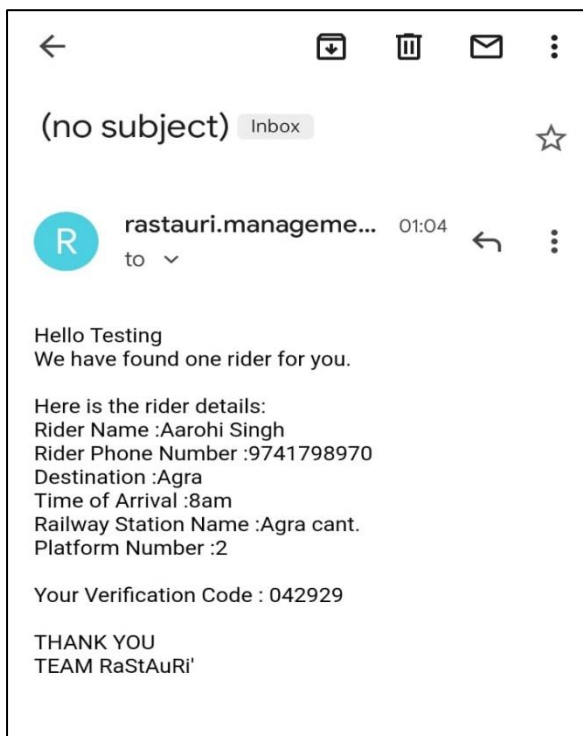 (no subject) Inbox
R
rastauri.manageme... 01:04
to
Hello Testing
We have found one rider for you.
Here is the rider details:
Rider Name :Aarohi Singh
Rider Phone Number :9741798970
Destination :Agra
Time of Arrival :8am
Railway Station Name :Agra cant.
Platform Number :2
Your Verification Code : 042929
THANK YOU
TEAM RaStAuRi'